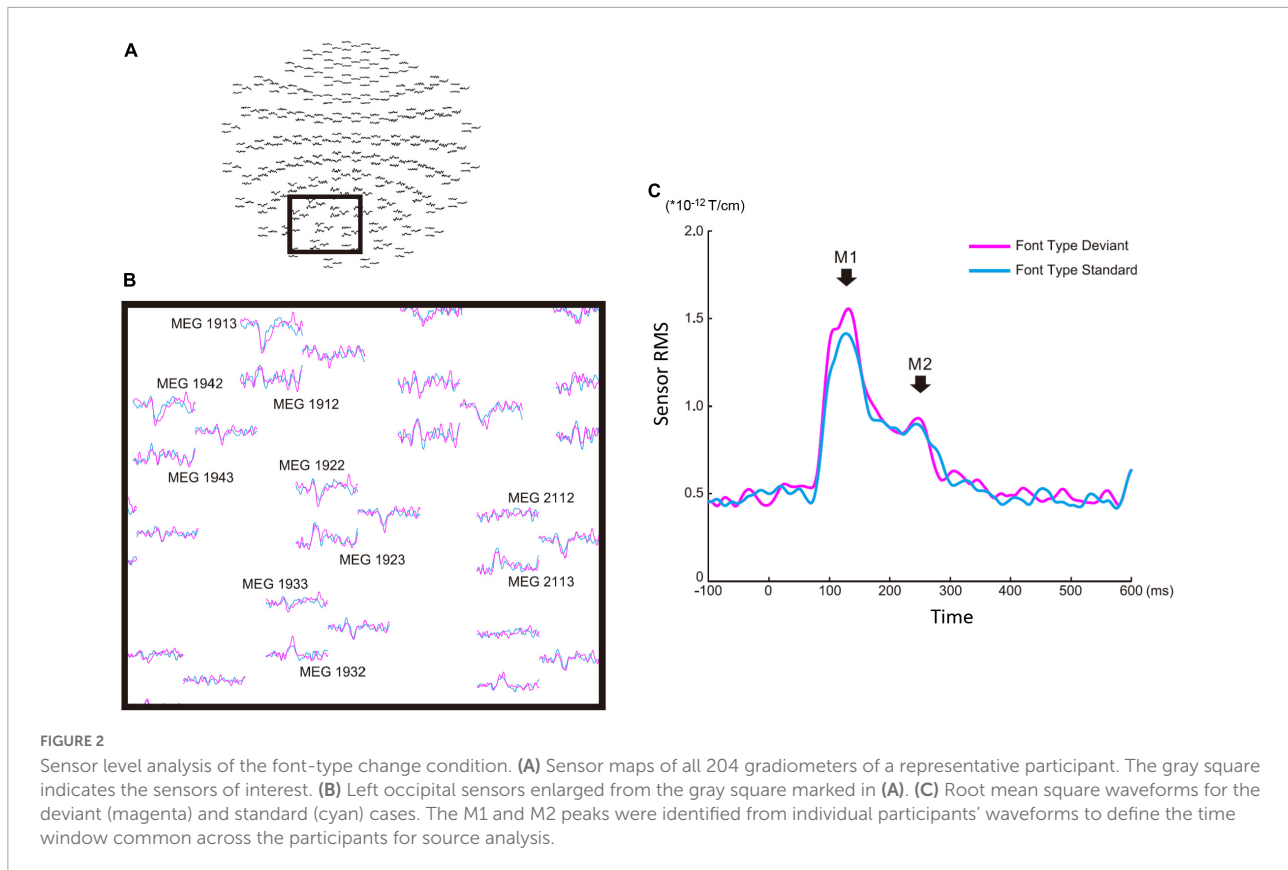 A
B
MEG 1913
MEG 1942
MEG 1912
MEG 1943
MEG 1922
MEG 2112
MEG 1923
MEG 2113
MEG 1933
MEG 1932
C
(*10-12 T/cm)
2.0
Font Type Deviant
Font Type Standard
M1
1.5
M2
Sensor RMS
1.0
0.5
0
-100 0 100 200 300 400 500 600 (ms)
Time
FIGURE 2
Sensor level analysis of the font-type change condition. (A) Sensor maps of all 204 gradiometers of a representative participant. The gray square
indicates the sensors of interest. (B) Left occipital sensors enlarged from the gray square marked in (A). (C) Root mean square waveforms for the
deviant (magenta) and standard (cyan) cases. The M1 and M2 peaks were identified from individual participants' waveforms to define the time
window common across the participants for source analysis.